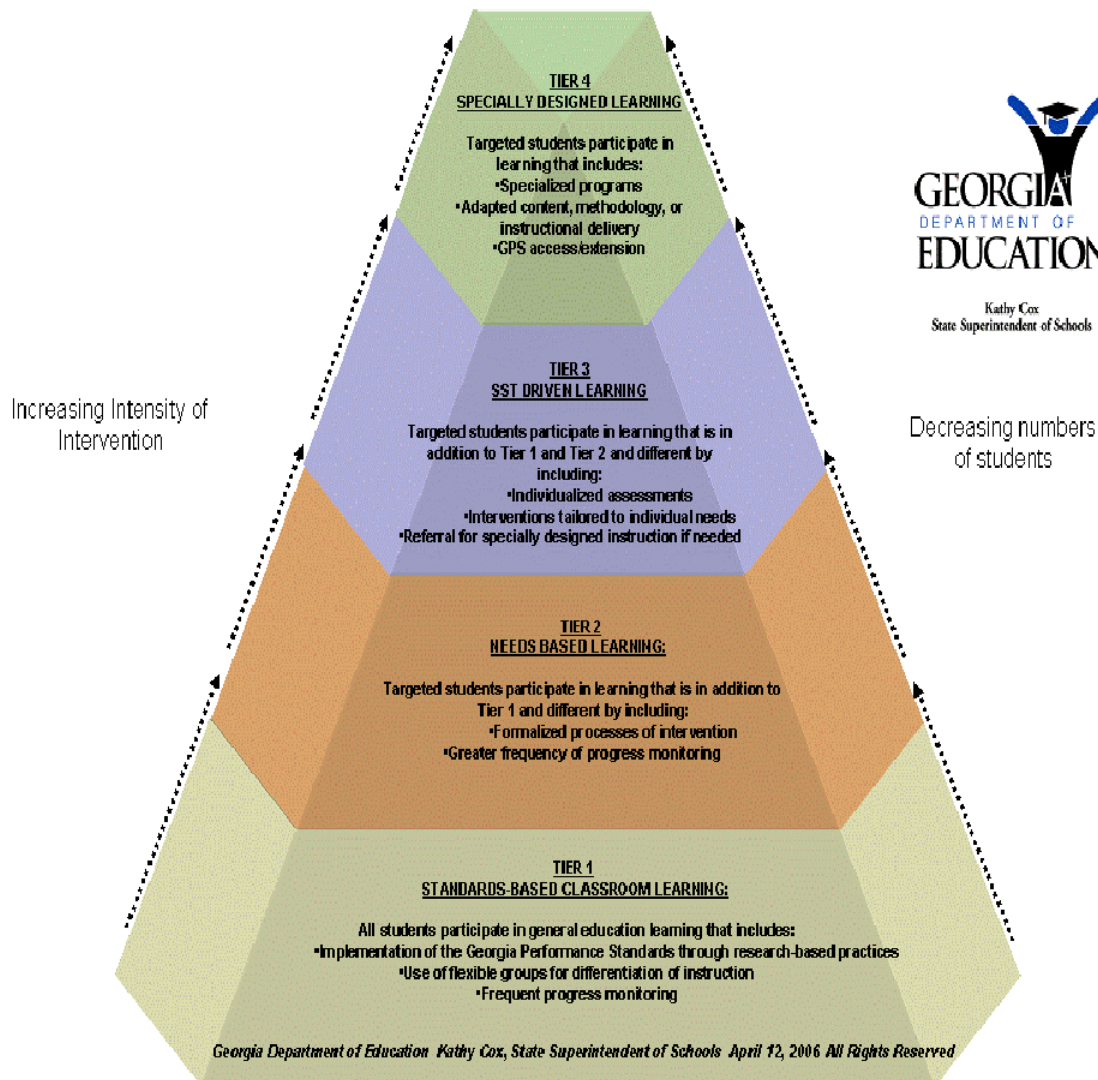 TIER 4
SPECIALLY DESIGNED LEARNING
Targeted students participate in
learning that includes:
•Specialized programs
•Adapted content, methodology, or
instructional delivery
•GPS access/extension
GEORGIA
DEPARTMENT OF
EDUCATION
Kathy Cox
State Superintendent of Schools
TIER 3
SST DRIVEN LEARNING
Targeted students participate in learning that is in
addition to Tier 1 and Tier 2 and different by
including:
•Individualized assessments
•Interventions tailored to individual needs
•Referral for specially designed instruction if needed
Increasing Intensity of
Intervention
Decreasing numbers
of students
TIER 2
NEEDS BASED LEARNING:
Targeted students participate in learning that is in addition to
Tier 1 and different by including:
•Formalized processes of intervention
•Greater frequency of progress monitoring
TIER 1
STANDARDS-BASED CLASSROOM LEARNING:
All students participate in general education learning that includes:
•Implementation of the Georgia Performance Standards through research-based practices
•Use of flexible groups for differentiation of instruction
•Frequent progress monitoring
Georgia Department of Education Kathy Cox, State Superintendent of Schools April 12, 2006 All Rights Reserved